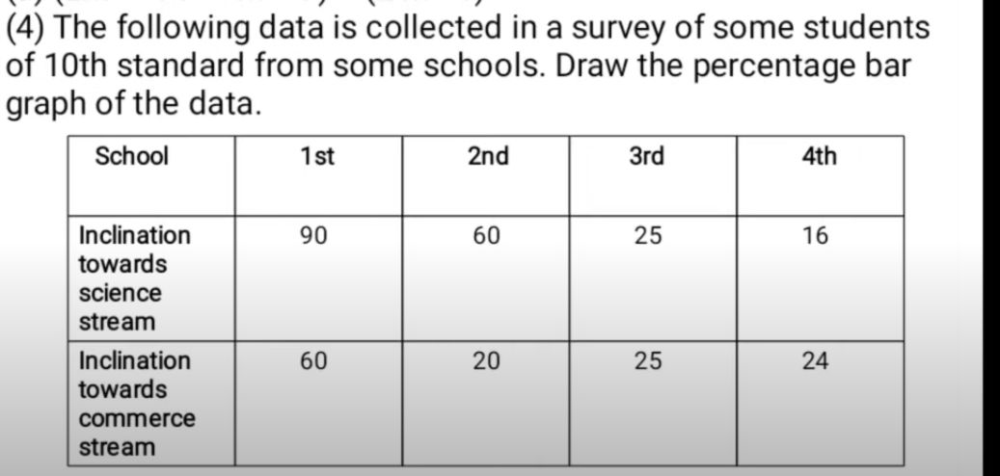 (4) The following data is collected in a survey of some students
of 10th standard from some schools. Draw the percentage bar
graph of the data.
School 1st 2nd 3rd 4th
Inclination 90 60 25 16
towards
science
stream
Inclination 60 20 25 24
towards
commerce
stream